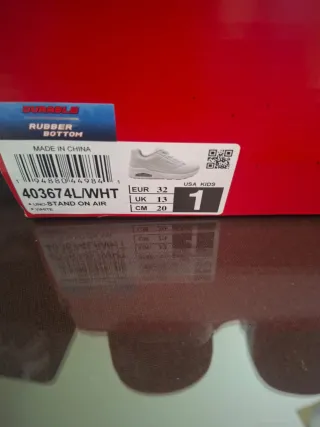 DURABLE
RUBBER
BOTTOM
MADE IN CHINA
403674L/WHT
STAND ON AIR
EUR 32
UK 13
CM 20
USA KIDS
1